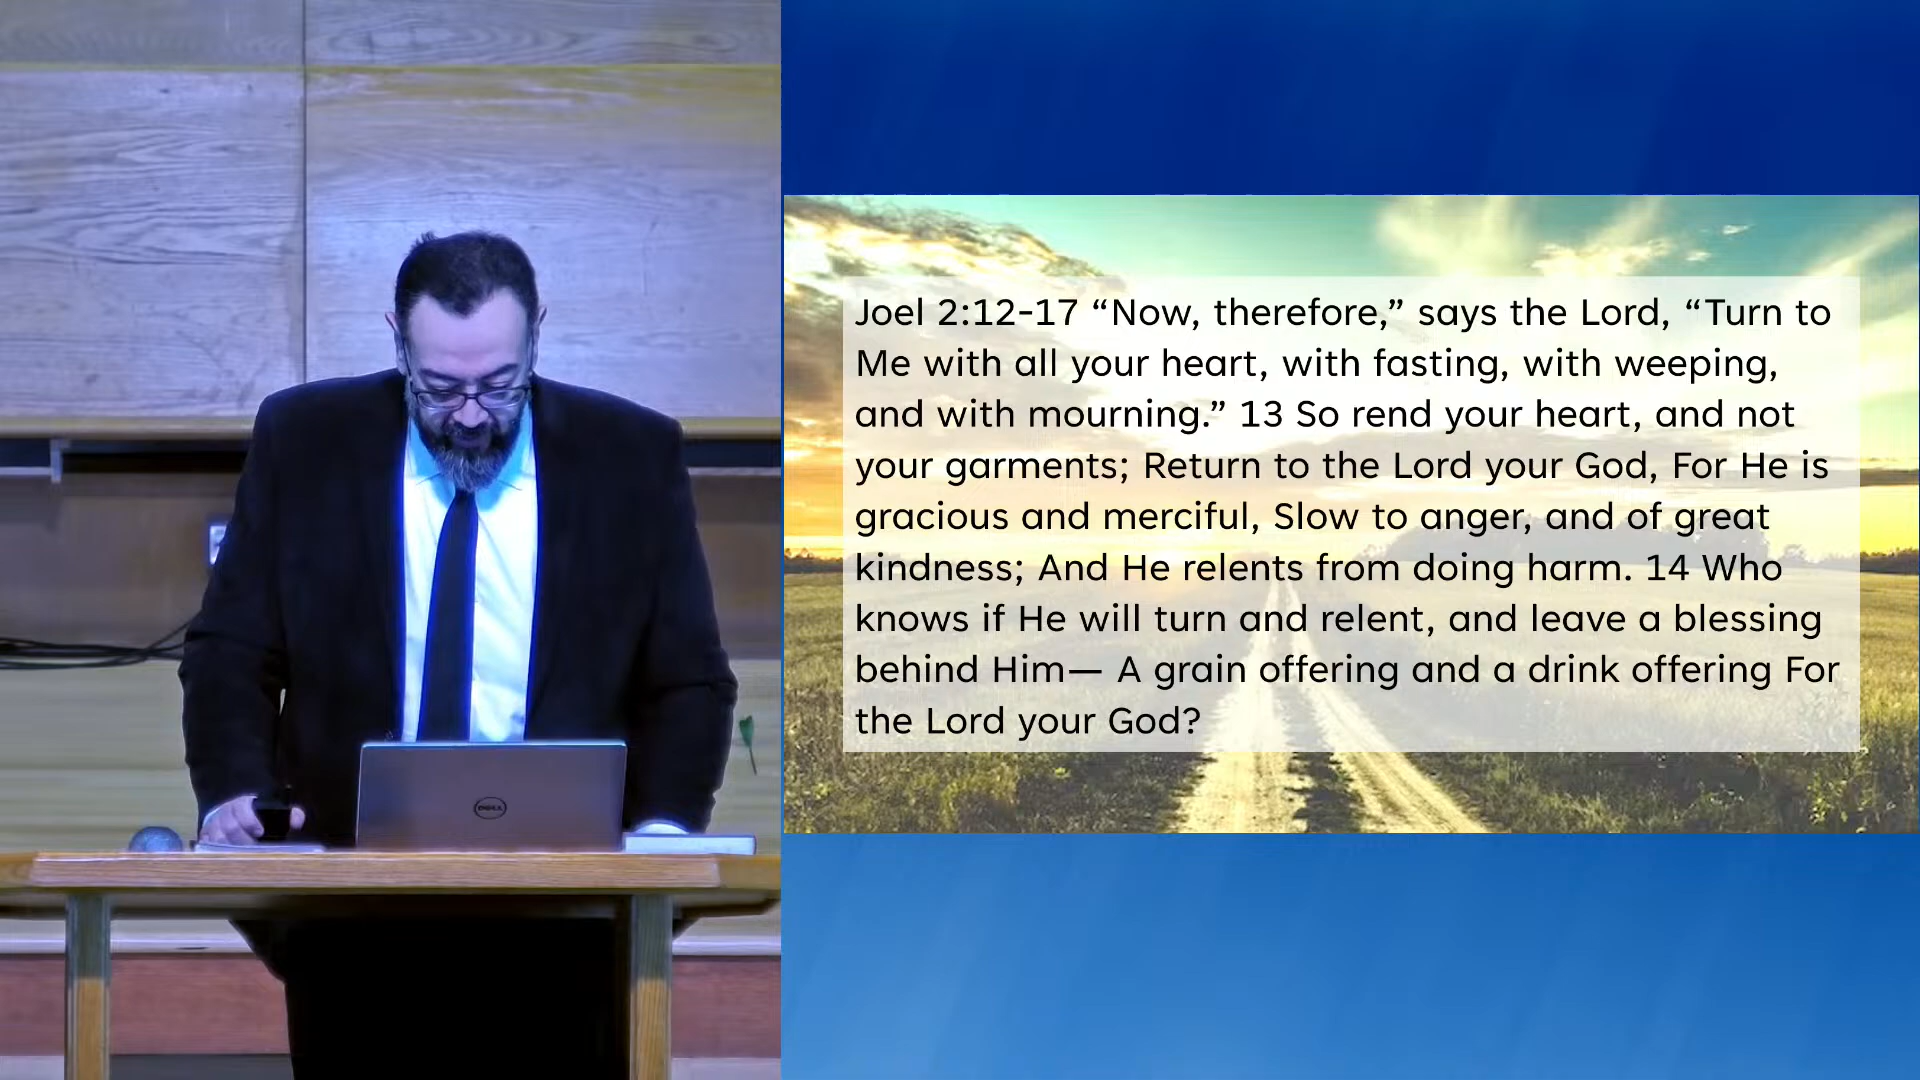 Joel 2:12-17 “Now, therefore,” says the Lord, “Turn to
Me with all your heart, with fasting, with weeping,
and with mourning.” 13 So rend your heart, and not
your garments; Return to the Lord your God, For He is
gracious and merciful, Slow to anger, and of great
kindness; And He relents from doing harm. 14 Who
knows if He will turn and relent, and leave a blessing
behind Him— A grain offering and a drink offering For
the Lord your God?
DELL